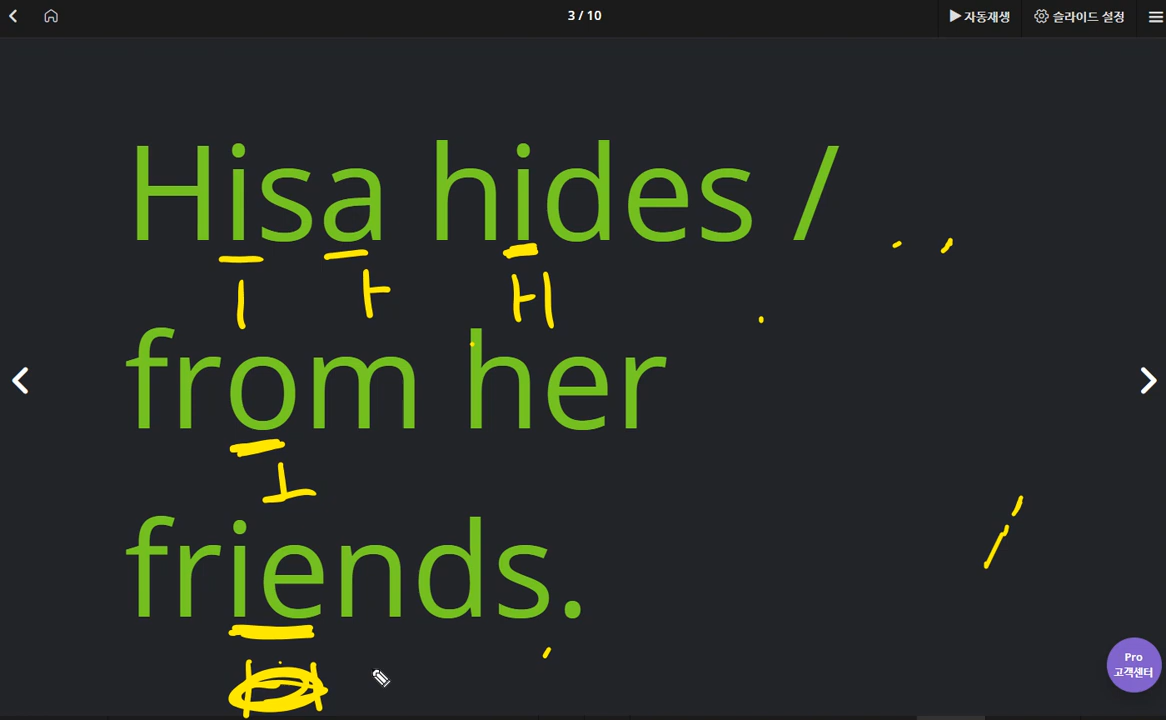 3 / 10
자동재생
슬라이드 설정
Hisa hides /
ㅣ ㅏ ㅐ
from her
ㅗ
friends.
Pro
고객센터